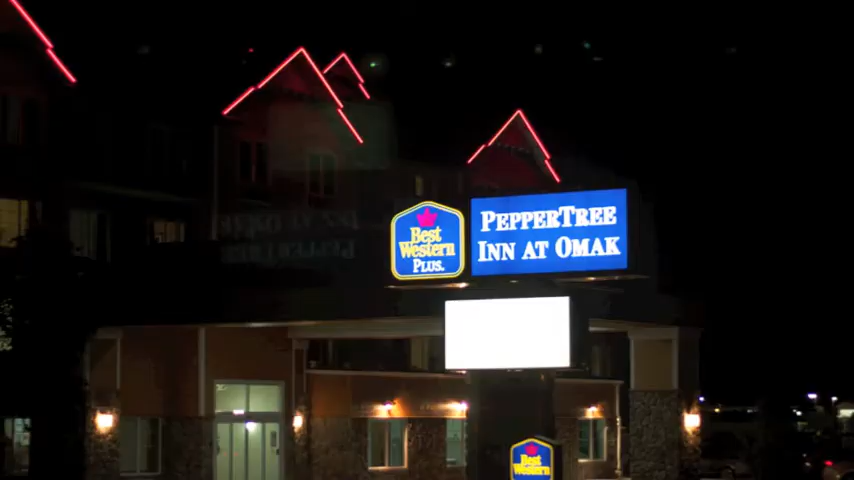 Best
Western
PLUS.
PEPPERTREE
INN AT OMAK
Best
Western